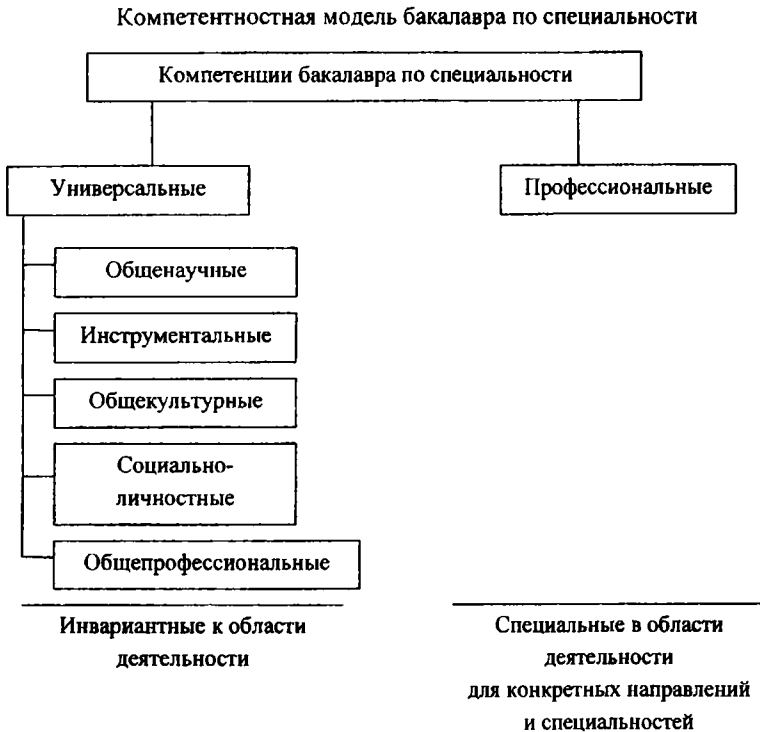 Компетентностная модель бакалавра по специальности
Компетенции бакалавра по специальности
Универсальные
Профессиональные
Общенаучные
Инструментальные
Общекультурные
Социально-
личностные
Общепрофессиональные
Инвариантные к области
деятельности
Специальные в области
деятельности
для конкретных направлений
и специальностей